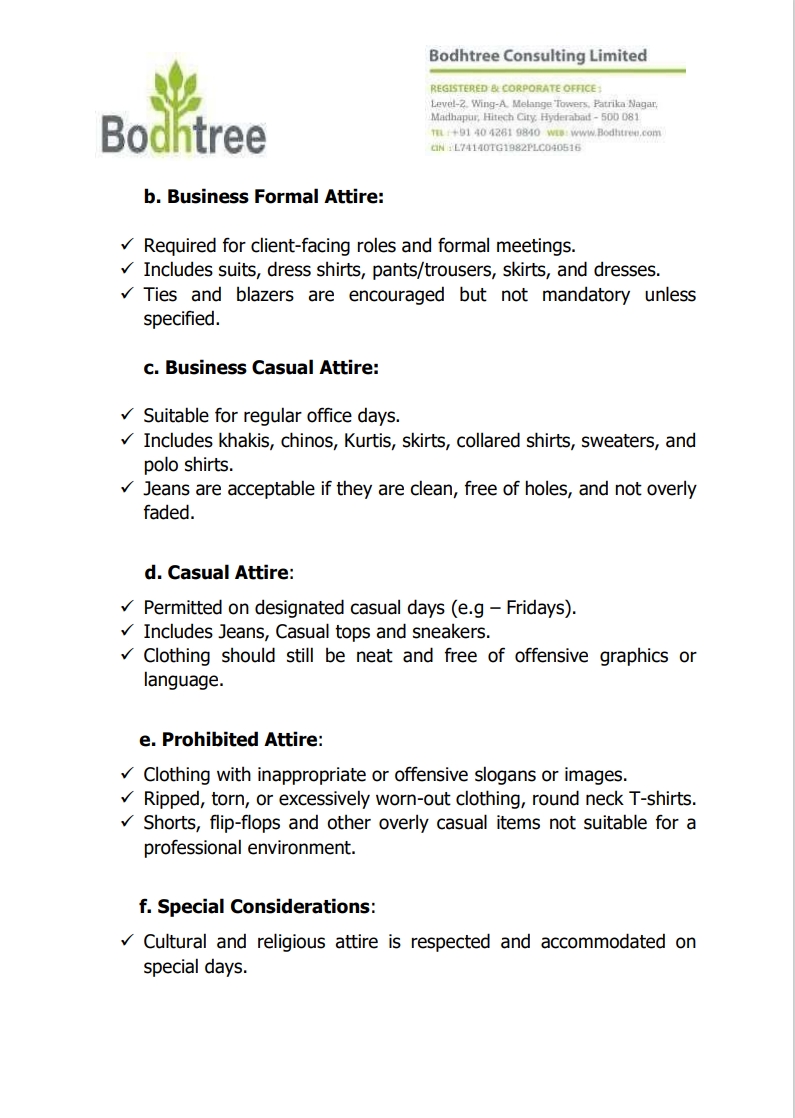 Bodhtree
Bodhtree Consulting Limited
REGISTERED & CORPORATE OFFICE :
Level-2, Wing-A, Melange Towers, Patrika Nagar,
Madhapur, Hitech City, Hyderabad - 500 081
TEL : +91 40 4261 9840 WEB: www.Bodhtree.com
CIN : L74140TG1982PLC040516
b. Business Formal Attire:
✓ Required for client-facing roles and formal meetings.
✓ Includes suits, dress shirts, pants/trousers, skirts, and dresses.
✓ Ties and blazers are encouraged but not mandatory unless
specified.
c. Business Casual Attire:
✓ Suitable for regular office days.
✓ Includes khakis, chinos, Kurtis, skirts, collared shirts, sweaters, and
polo shirts.
✓ Jeans are acceptable if they are clean, free of holes, and not overly
faded.
d. Casual Attire:
✓ Permitted on designated casual days (e.g – Fridays).
✓ Includes Jeans, Casual tops and sneakers.
✓ Clothing should still be neat and free of offensive graphics or
language.
e. Prohibited Attire:
✓ Clothing with inappropriate or offensive slogans or images.
✓ Ripped, torn, or excessively worn-out clothing, round neck T-shirts.
✓ Shorts, flip-flops and other overly casual items not suitable for a
professional environment.
f. Special Considerations:
✓ Cultural and religious attire is respected and accommodated on
special days.